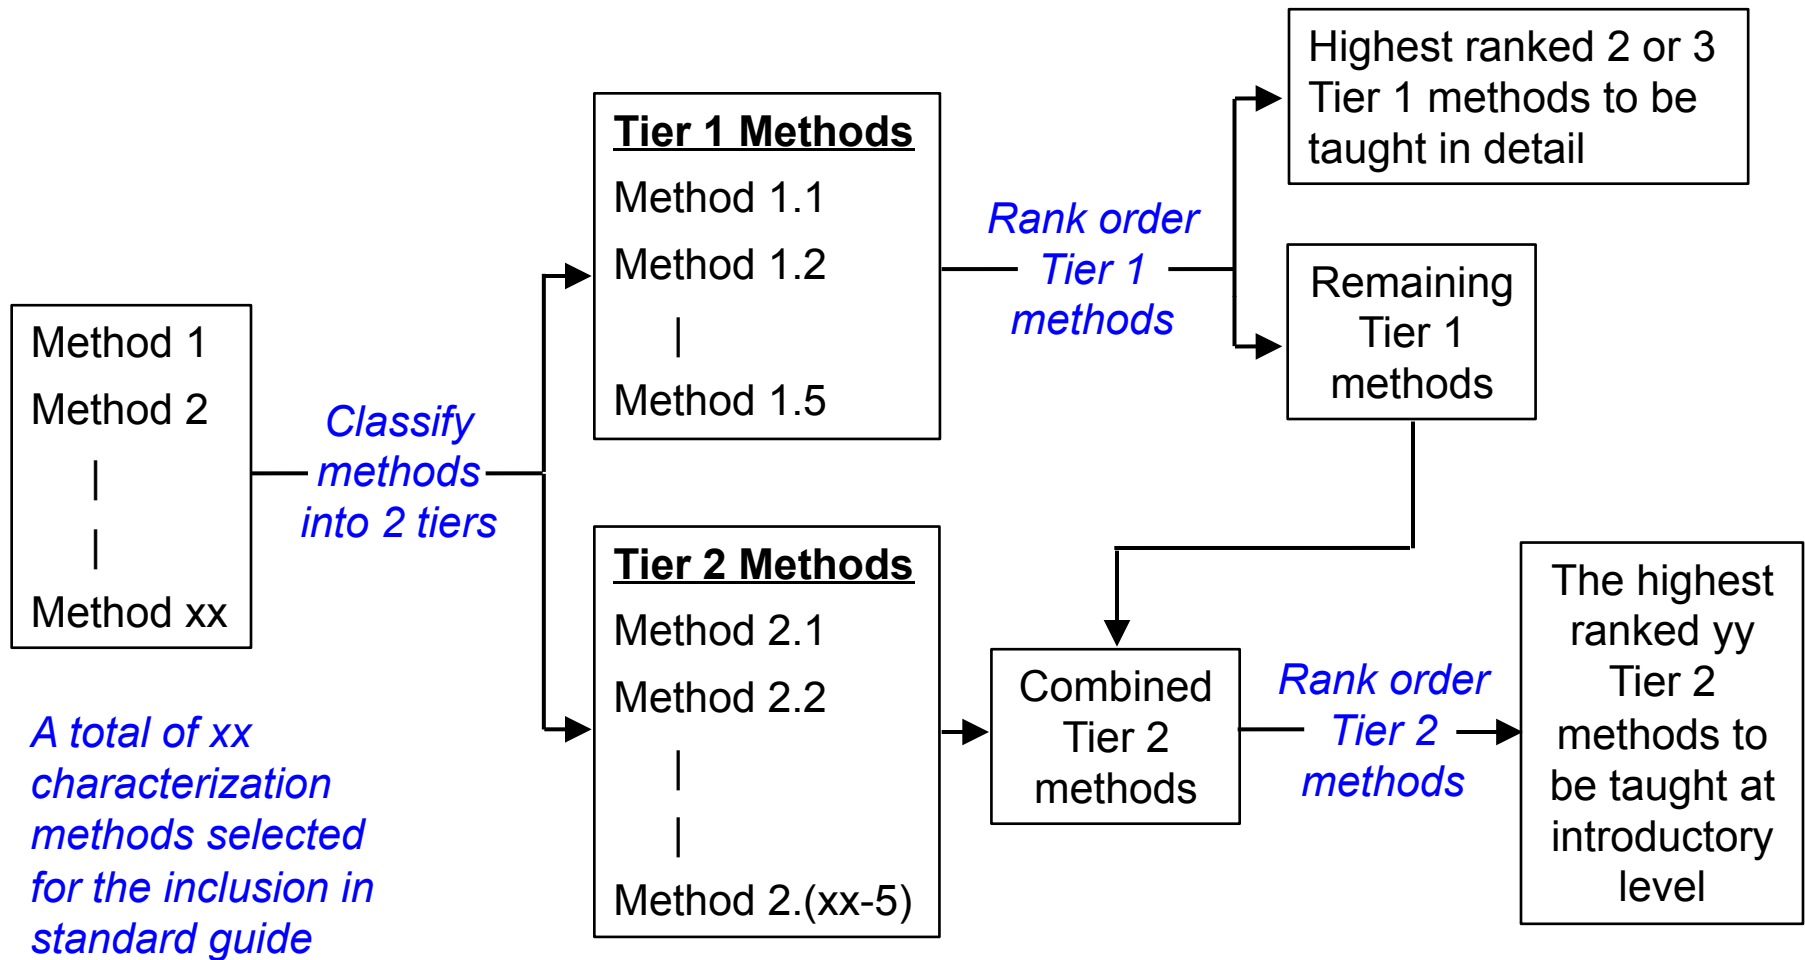 Method 1
Method 2
|
|
Method xx
A total of xx
characterization
methods selected
for the inclusion in
standard guide
Classify
methods
into 2 tiers
Tier 1 Methods
Method 1.1
Method 1.2
|
Method 1.5
Tier 2 Methods
Method 2.1
Method 2.2
|
|
Method 2.(xx-5)
Rank order
Tier 1
methods
Highest ranked 2 or 3
Tier 1 methods to be
taught in detail
Remaining
Tier 1
methods
Combined
Tier 2
methods
Rank order
Tier 2
methods
The highest
ranked yy
Tier 2
methods to
be taught at
introductory
level